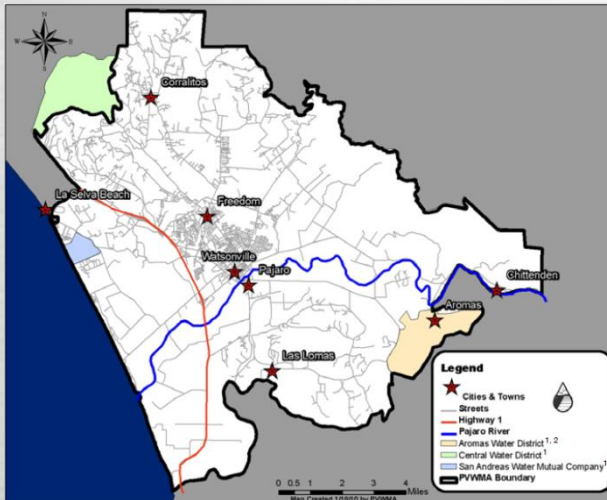 N
W
E
S
Corralitos
La Selva Beach
Freedom
Watsonville
Pajaro
Chittenden
Aromas
Las Lomas
Legend
Cities & Towns
Streets
Highway 1
Pajaro River
Aromas Water District 1, 2
Central Water District 1
San Andreas Water Mutual Company 1
PVWMA Boundary
0 0.5 1 2 3 4
Miles